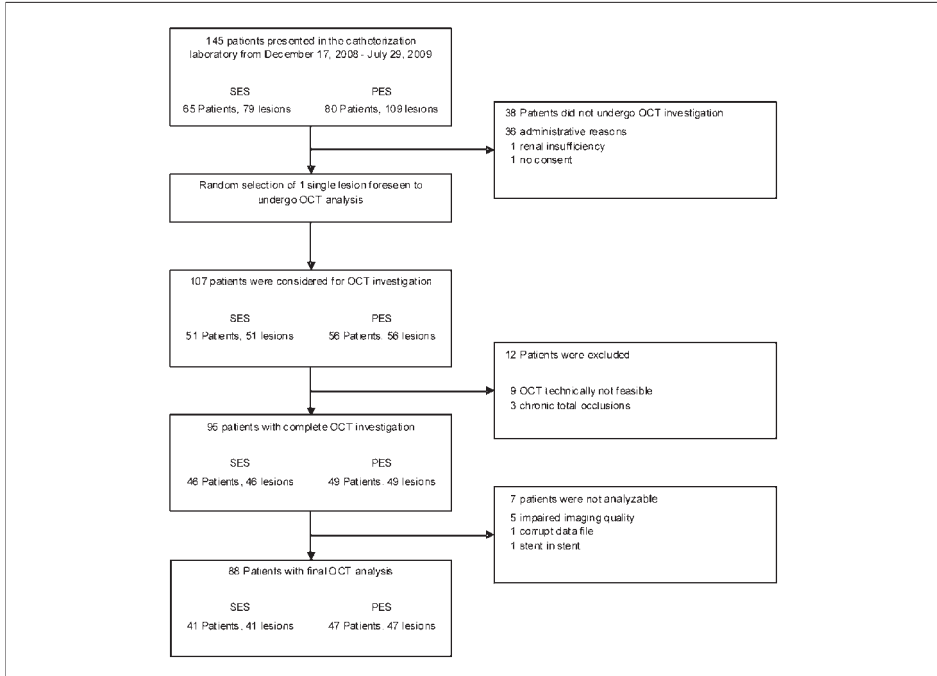 145 patients presented in the catheterization
laboratory from December 17, 2008 - July 29, 2009
SES PES
65 Patients, 79 lesions 80 Patients, 109 lesions
38 Patients did not undergo OCT investigation
36 administrative reasons
1 renal insufficiency
1 no consent
Random selection of 1 single lesion foreseen to
undergo OCT analysis
107 patients were considered for OCT investigation
SES PES
51 Patients, 51 lesions 56 Patients. 56 lesions
12 Patients were excluded
9 OCT technically not feasible
3 chronic total occlusions
95 patients with complete OCT investigation
SES PES
46 Patients, 46 lesions 49 Patients. 49 lesions
7 patients were not analyzable
5 impaired imaging quality
1 corrupt data file
1 stent in stent
88 Patients with final OCT analysis
SES PES
41 Patients, 41 lesions 47 Patients. 47 lesions